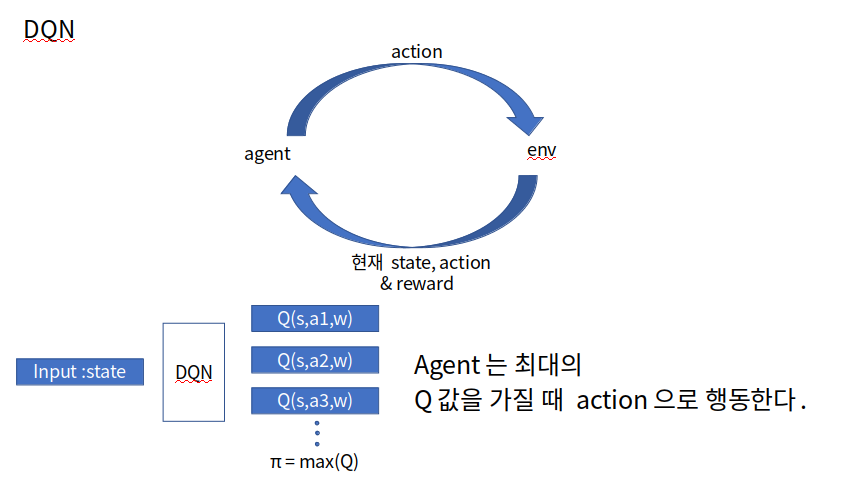 DQN
action
agent
env
현재 state, action
& reward
Q(s,a1,w)
Q(s,a2,w)
Q(s,a3,w)
Input :state
DQN
Agent 는 최대의
Q 값을 가질 때 action 으로 행동한다.
π = max(Q)